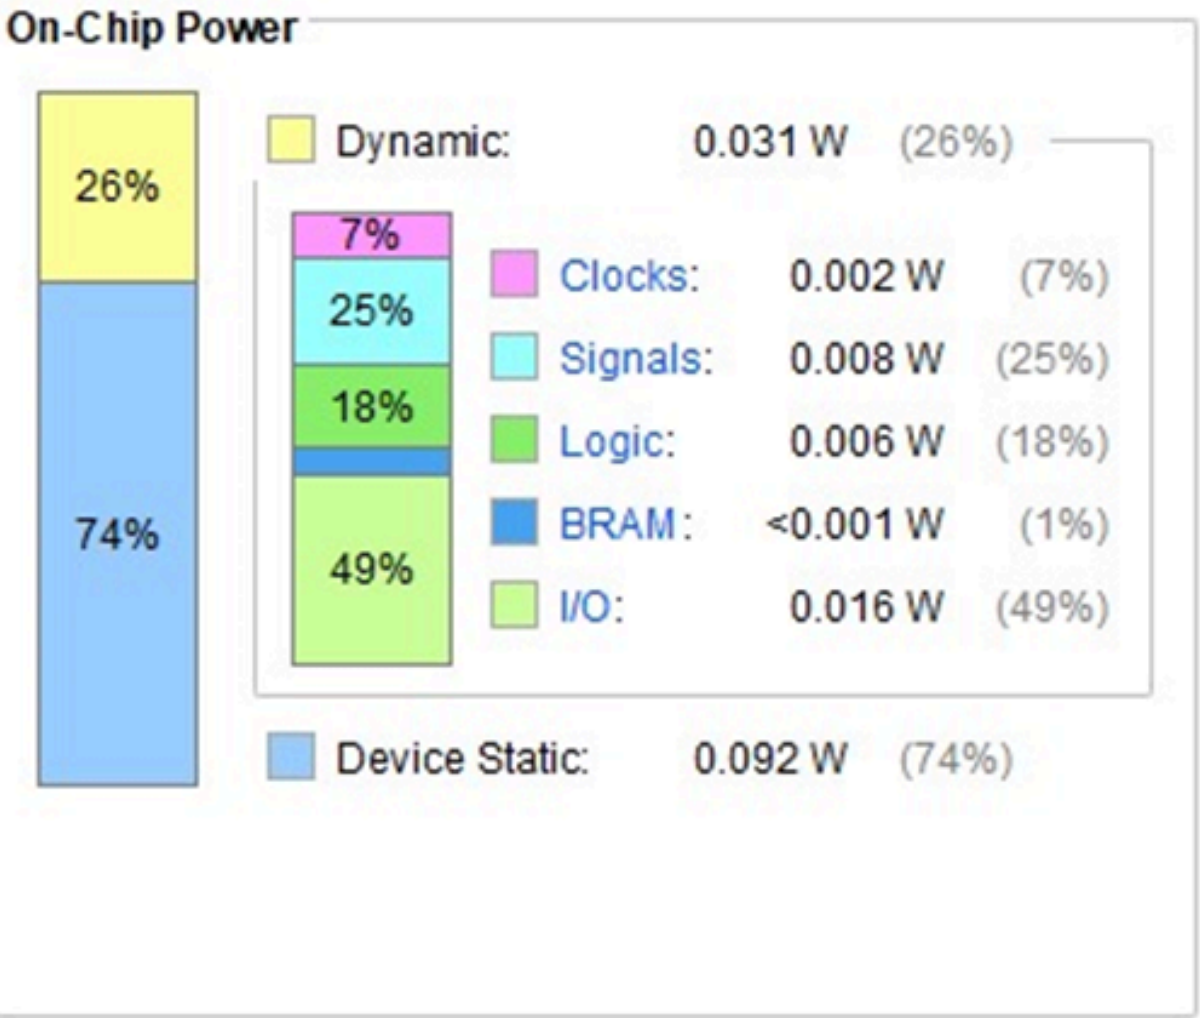 On-Chip Power
26%
74%
Dynamic: 0.031 W (26%)
7%
25%
18%
49%
Clocks: 0.002 W (7%)
Signals: 0.008 W (25%)
Logic: 0.006 W (18%)
BRAM: <0.001 W (1%)
I/O: 0.016 W (49%)
Device Static: 0.092 W (74%)